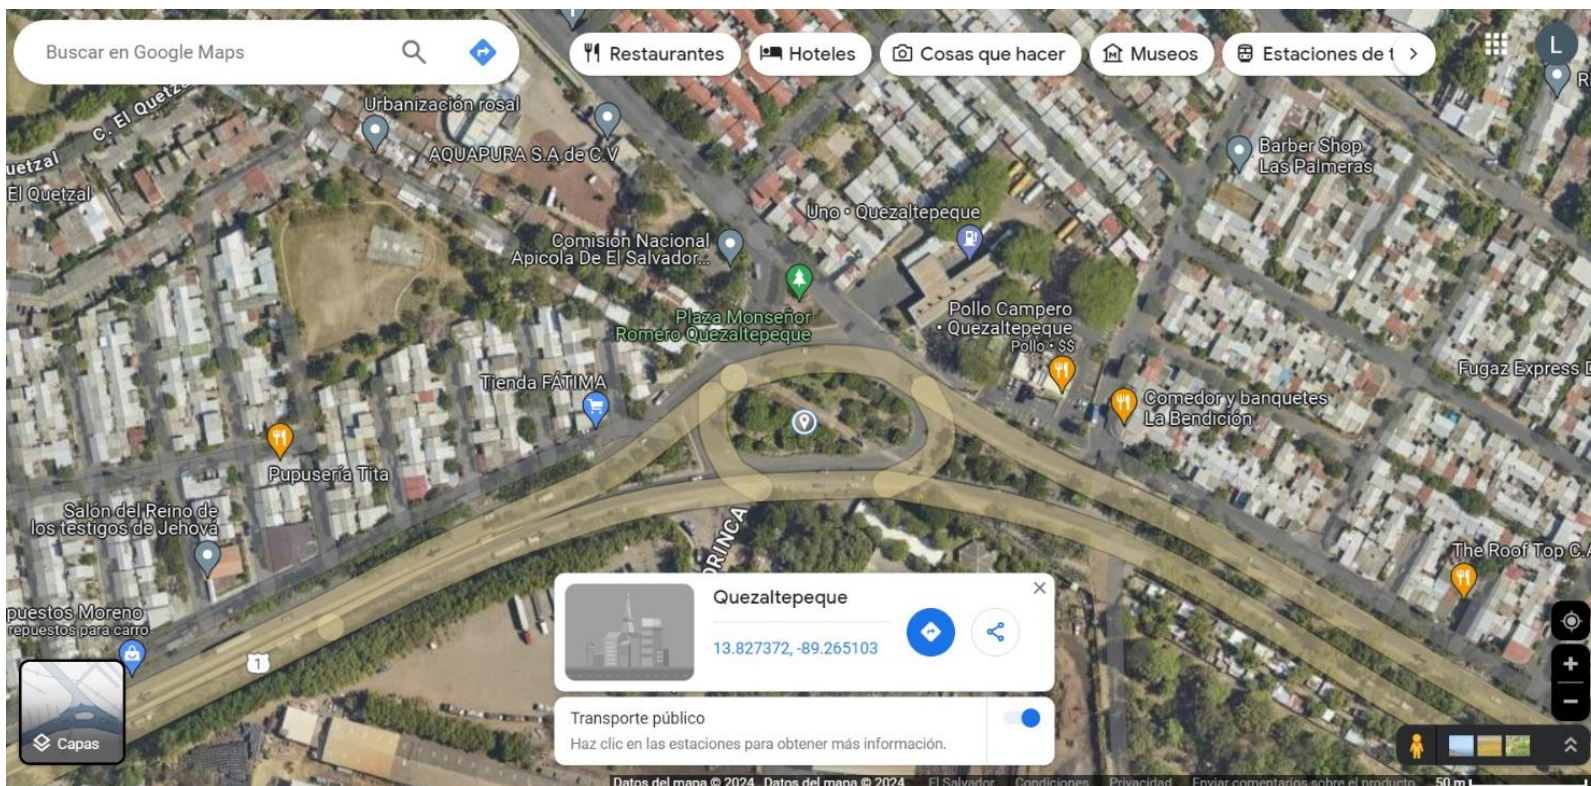 Buscar en Google Maps
Restaurantes
Hoteles
Cosas que hacer
Museos
Estaciones de t
L
R
C. El Quetza
uetzal
El Quetzal
Urbanización rosal
AQUAPURA S.A de C.V
Barber Shop
Las Palmeras
Uno • Quezaltepeque
Comisión Nacional
Apicola De El Salvador...
Plaza Monseñor
Romero Quezaltepeque
Pollo Campero
• Quezaltepeque
Pollo • $$
Tienda FÁTIMA
Fugaz Express D
Comedor y banquetes
La Bendición
Pupusería Tita
Salón del Reino de
los testigos de Jehová
ORINCA
The Roof Top C.A
puestos Moreno
repuestos para carro
1
Quezaltepeque
13.827372, -89.265103
Transporte público
Haz clic en las estaciones para obtener más información.
Capas
Datos del mapa © 2024 , Datos del mapa © 2024 El Salvador Condiciones Privacidad Enviar comentarios sobre el producto 50 m